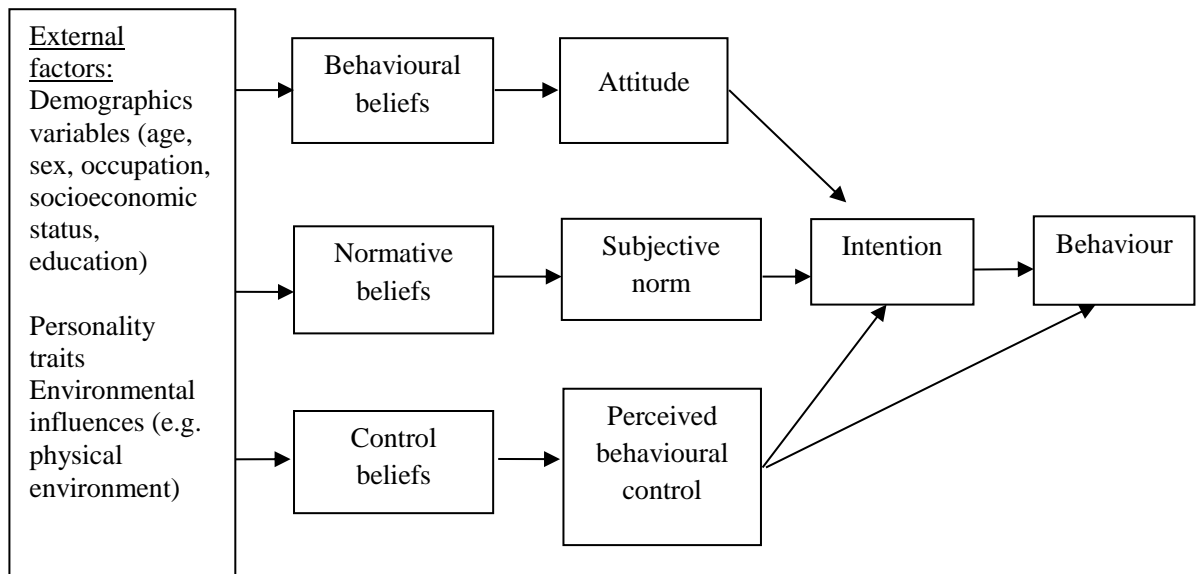 External
factors:
Demographics
variables (age,
sex, occupation,
socioeconomic
status,
education)
Personality
traits
Environmental
influences (e.g.
physical
environment)
Behavioural
beliefs
Attitude
Normative
beliefs
Subjective
norm
Intention
Behaviour
Control
beliefs
Perceived
behavioural
control